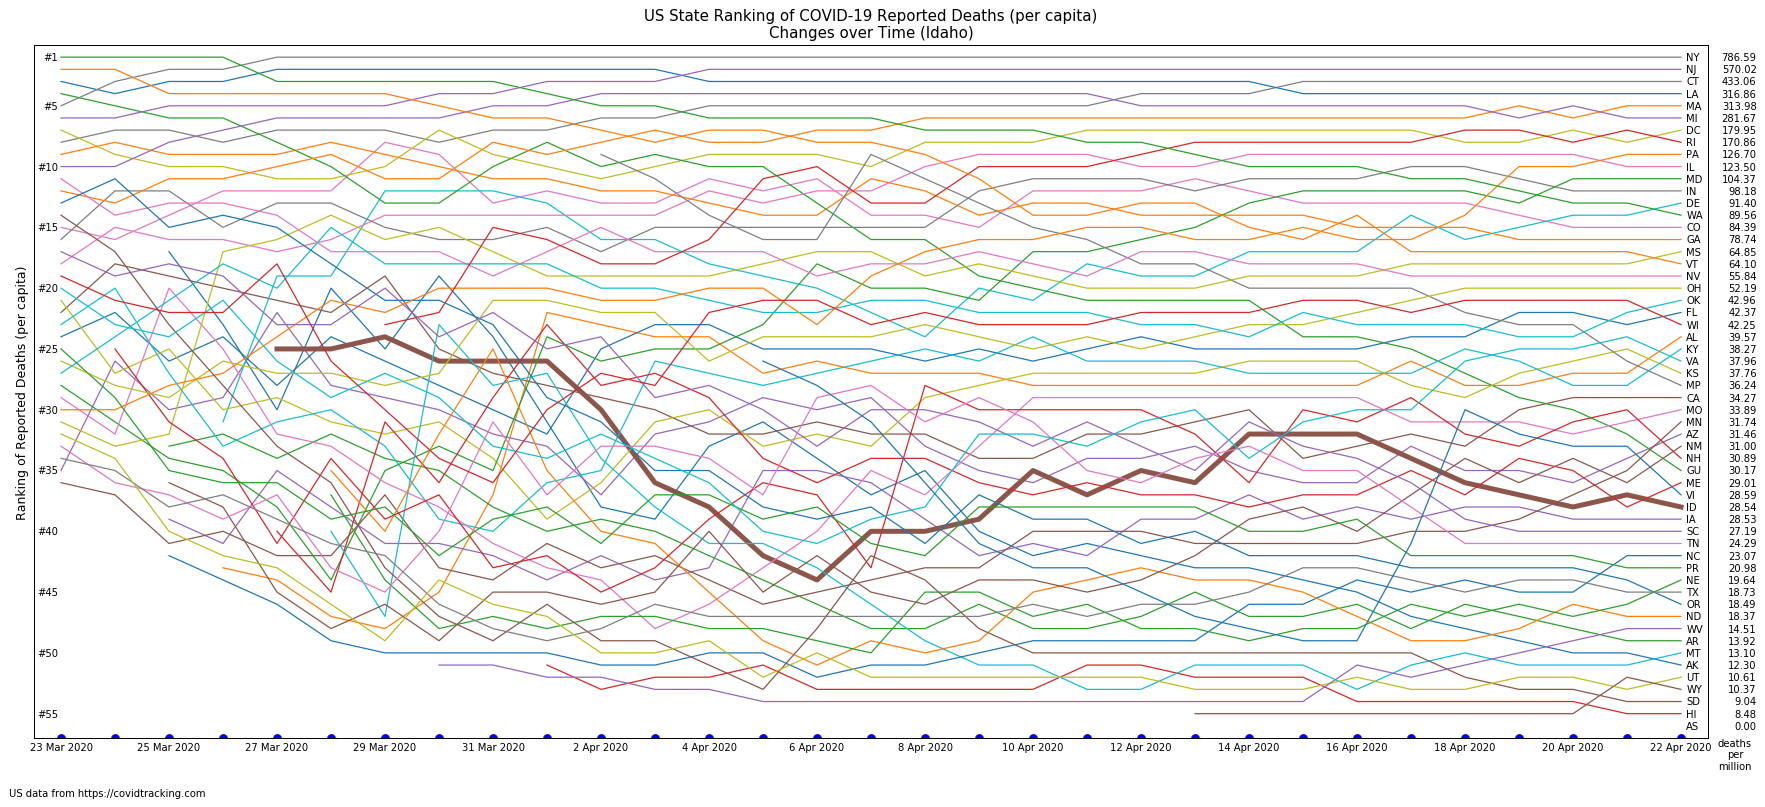 US State Ranking of COVID-19 Reported Deaths (per capita)
Changes over Time (Idaho)
Ranking of Reported Deaths (per capita)
#1
#5
#10
#15
#20
#25
#30
#35
#40
#45
#50
#55
NY 786.59
NJ 570.02
CT 433.06
LA 316.86
MA 313.98
MI 281.67
DC 179.95
RI 170.86
PA 126.70
IL 123.50
MD 104.37
IN 98.18
DE 91.40
WA 89.56
CO 84.39
GA 78.74
MS 64.85
VT 64.10
NV 55.84
OH 52.19
OK 42.96
FL 42.37
WI 42.25
AL 39.57
KY 38.27
VA 37.96
KS 37.76
MP 36.24
CA 34.27
MO 33.89
MN 31.74
AZ 31.46
NM 31.00
NH 30.89
GU 30.17
ME 29.01
VI 28.59
ID 28.54
IA 28.53
SC 27.19
TN 24.29
NC 23.07
PR 20.98
NE 19.64
TX 18.73
OR 18.49
ND 18.37
WV 14.51
AR 13.92
MT 13.10
AK 12.30
UT 10.61
WY 10.37
SD 9.04
HI 8.48
AS 0.00
23 Mar 2020 25 Mar 2020 27 Mar 2020 29 Mar 2020 31 Mar 2020 2 Apr 2020 4 Apr 2020 6 Apr 2020 8 Apr 2020 10 Apr 2020 12 Apr 2020 14 Apr 2020 16 Apr 2020 18 Apr 2020 20 Apr 2020 22 Apr 2020
deaths
per
million
US data from https://covidtracking.com